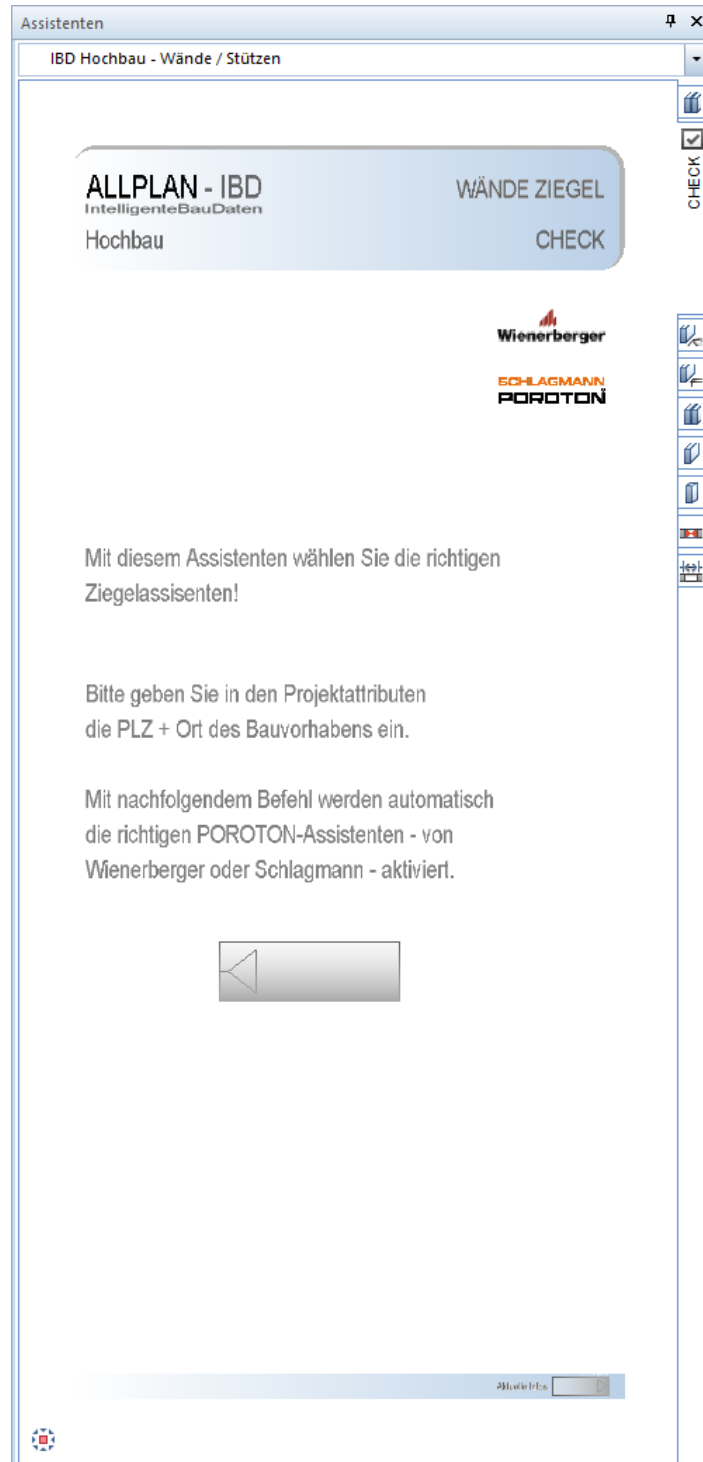 Assistenten
IBD Hochbau - Wände / Stützen
CHECK
ALLPLAN - IBD
IntelligenteBauDaten
Hochbau
WÄNDE ZIEGEL
CHECK
Wienerberger
SCHLAGMANN
POROTON
Mit diesem Assistenten wählen Sie die richtigen
Ziegelassisenten!
Bitte geben Sie in den Projektattributen
die PLZ + Ort des Bauvorhabens ein.
Mit nachfolgendem Befehl werden automatisch
die richtigen POROTON-Assistenten - von
Wienerberger oder Schlagmann - aktiviert.
Aktuelle Infos